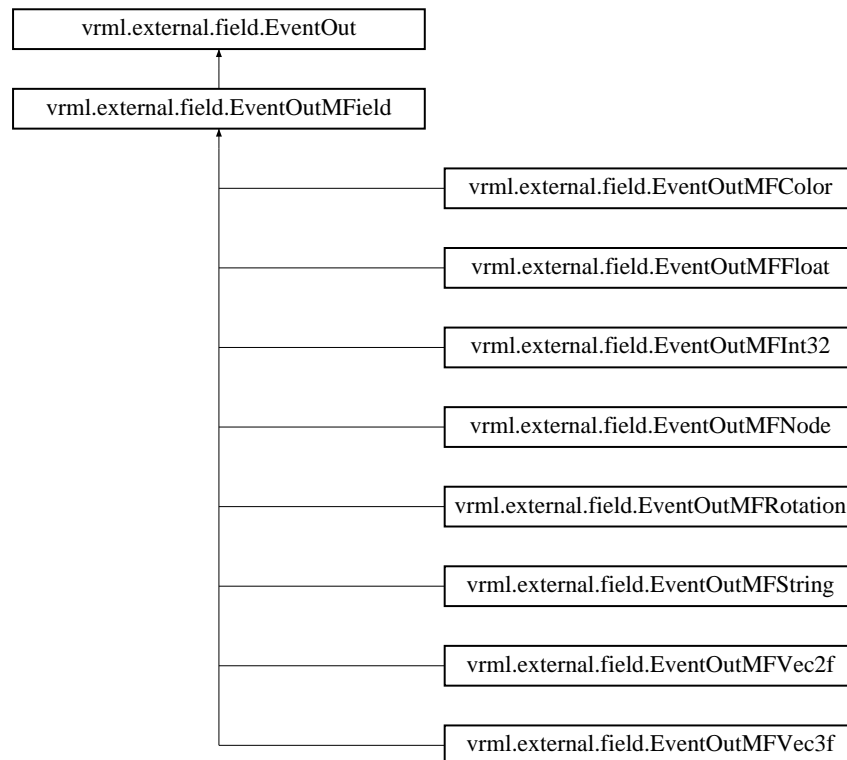 vrml.external.field.EventOut
vrml.external.field.EventOutMField
vrml.external.field.EventOutMFColor
vrml.external.field.EventOutMFFloat
vrml.external.field.EventOutMFInt32
vrml.external.field.EventOutMFNode
vrml.external.field.EventOutMFRotation
vrml.external.field.EventOutMFString
vrml.external.field.EventOutMFVec2f
vrml.external.field.EventOutMFVec3f